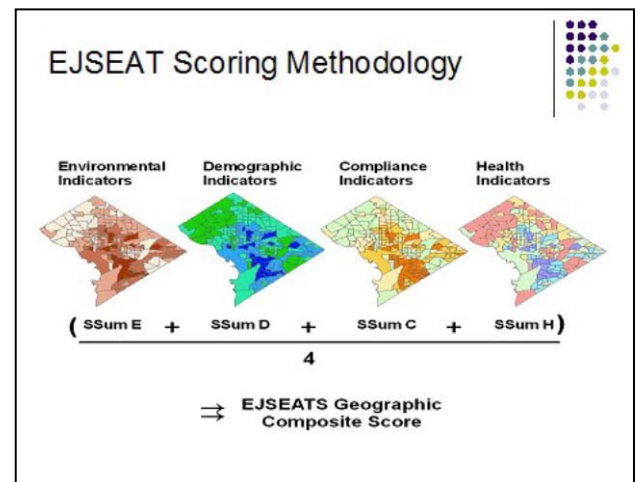 EJSEAT Scoring Methodology
Environmental Demographic Compliance Health
Indicators Indicators Indicators Indicators
( SSum E + SSum D + SSum C + SSum H )
4
⇒ EJSEATS Geographic
Composite Score